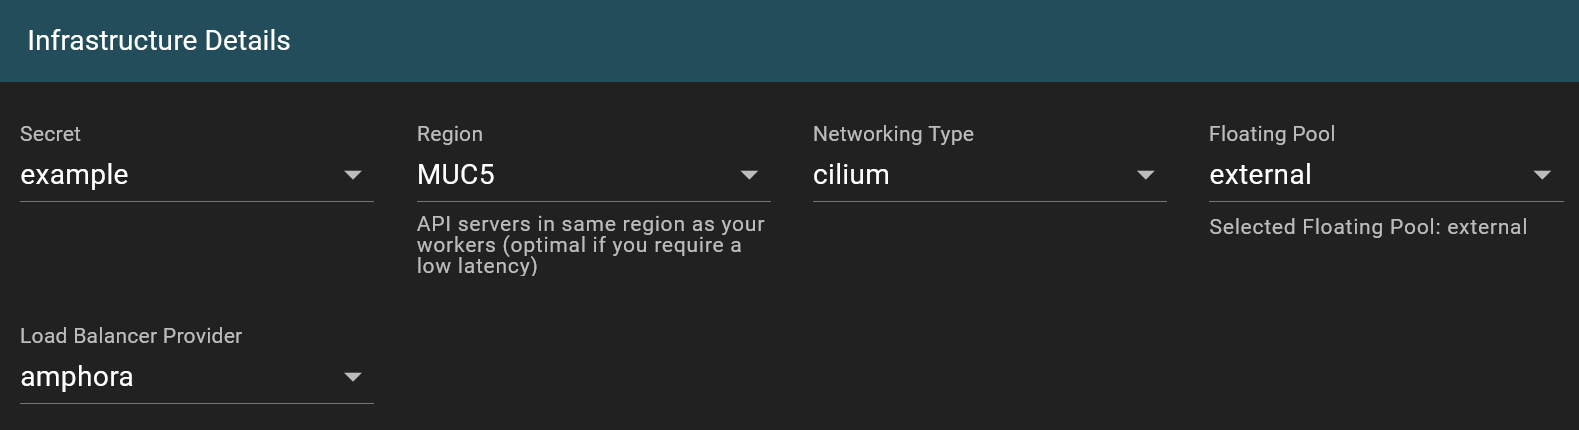 Infrastructure Details
Secret
example
Region
MUC5
API servers in same region as your
workers (optimal if you require a
low latency)
Networking Type
cilium
Floating Pool
external
Selected Floating Pool: external
Load Balancer Provider
amphora